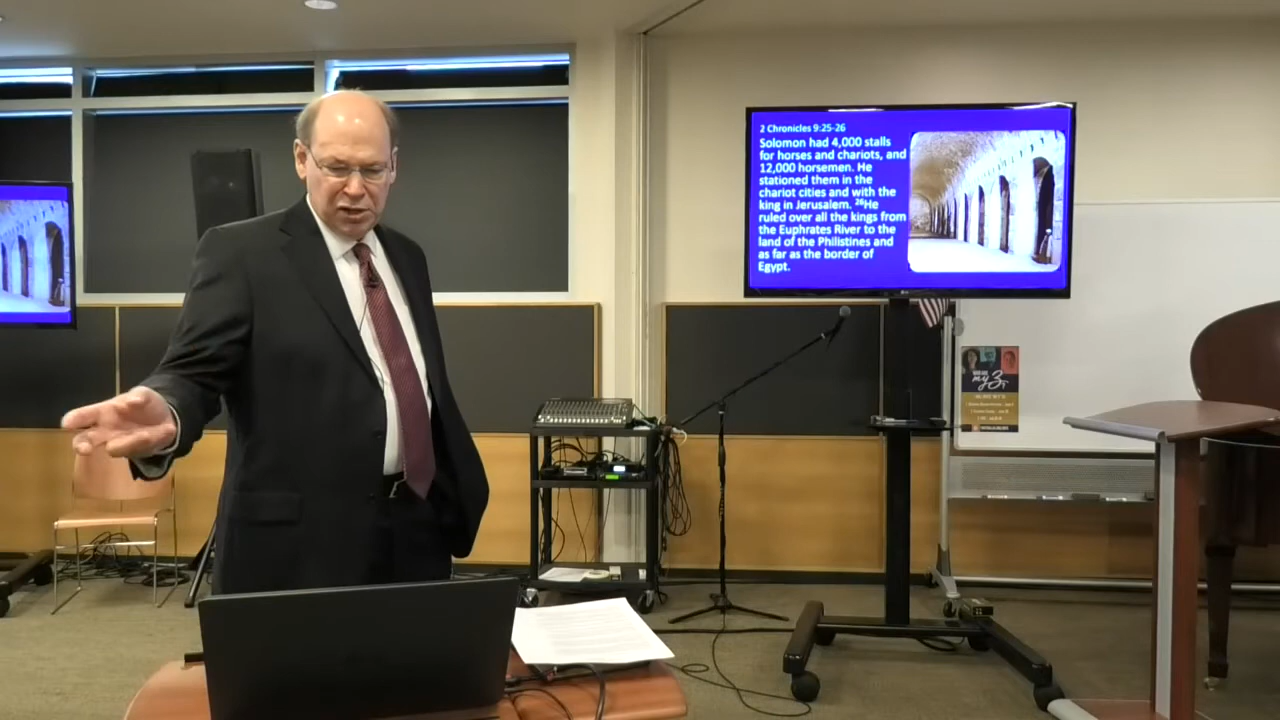 2 Chronicles 9:25-26
Solomon had 4,000 stalls
for horses and chariots, and
12,000 horsemen. He
stationed them in the
chariot cities and with the
king in Jerusalem. ²⁶He
ruled over all the kings from
the Euphrates River to the
land of the Philistines and
as far as the border of
Egypt.
my3